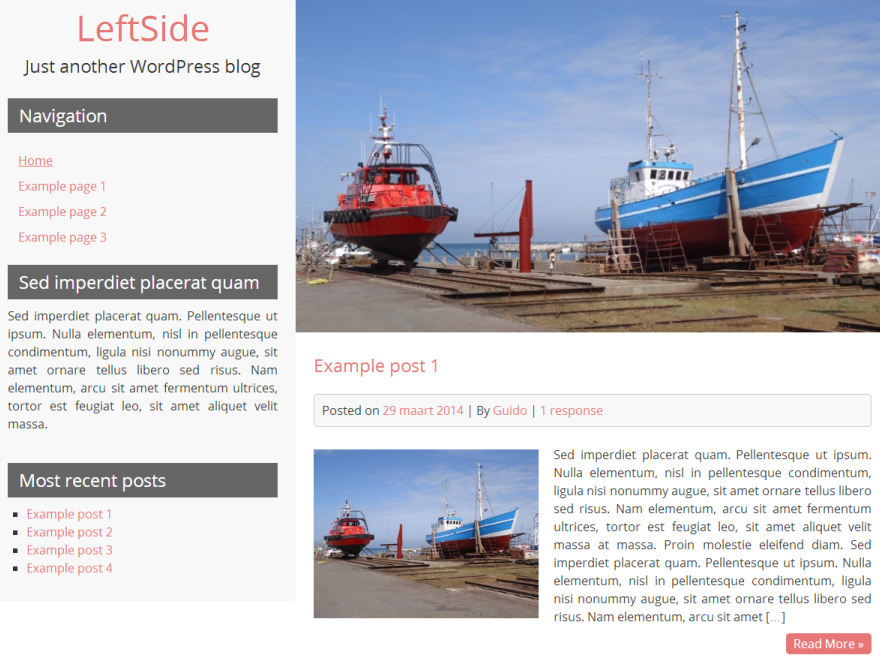 LeftSide
Just another WordPress blog
Navigation
Home
Example page 1
Example page 2
Example page 3
Sed imperdiet placerat quam
Sed imperdiet placerat quam. Pellentesque ut
ipsum. Nulla elementum, nisl in pellentesque
condimentum, ligula nisi nonummy augue, sit
amet ornare tellus libero sed risus. Nam
elementum, arcu sit amet fermentum ultrices,
tortor est feugiat leo, sit amet aliquet velit
massa.
Most recent posts
Example post 1
Example post 2
Example post 3
Example post 4
Example post 1
Posted on 29 maart 2014 | By Guido | 1 response
Sed imperdiet placerat quam. Pellentesque ut ipsum.
Nulla elementum, nisl in pellentesque condimentum,
ligula nisi nonummy augue, sit amet ornare tellus libero
sed risus. Nam elementum, arcu sit amet fermentum
ultrices, tortor est feugiat leo, sit amet aliquet velit
massa at massa. Proin molestie eleifend diam. Sed
imperdiet placerat quam. Pellentesque ut ipsum. Nulla
elementum, nisl in pellentesque condimentum, ligula
nisi nonummy augue, sit amet ornare tellus libero sed
risus. Nam elementum, arcu sit amet […]
Read More »